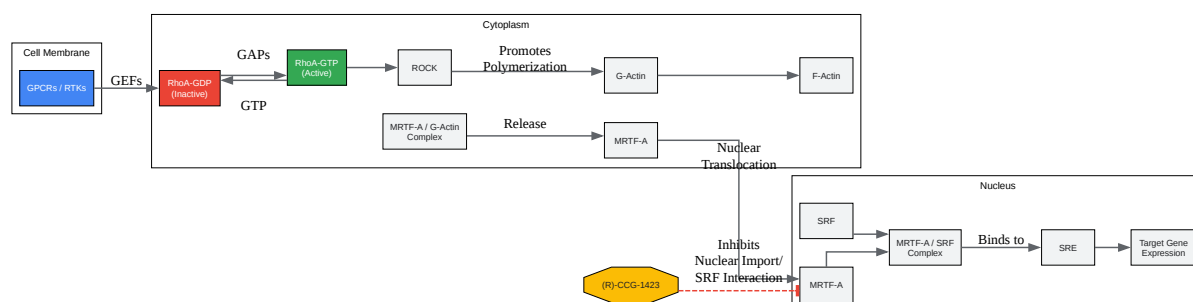 Cytoplasm
Cell Membrane
GPCRs / RTKs
GEFs
RhoA-GDP
(Inactive)
GAPs
GTP
RhoA-GTP
(Active)
ROCK
Promotes
Polymerization
G-Actin
F-Actin
MRTF-A / G-Actin
Complex
Release
MRTF-A
Nuclear
Translocation
Nucleus
SRF
MRTF-A / SRF
Complex
Binds to
SRE
Target Gene
Expression
Inhibits
Nuclear Import/
SRF Interaction
(R)-CCG-1423
MRTF-A